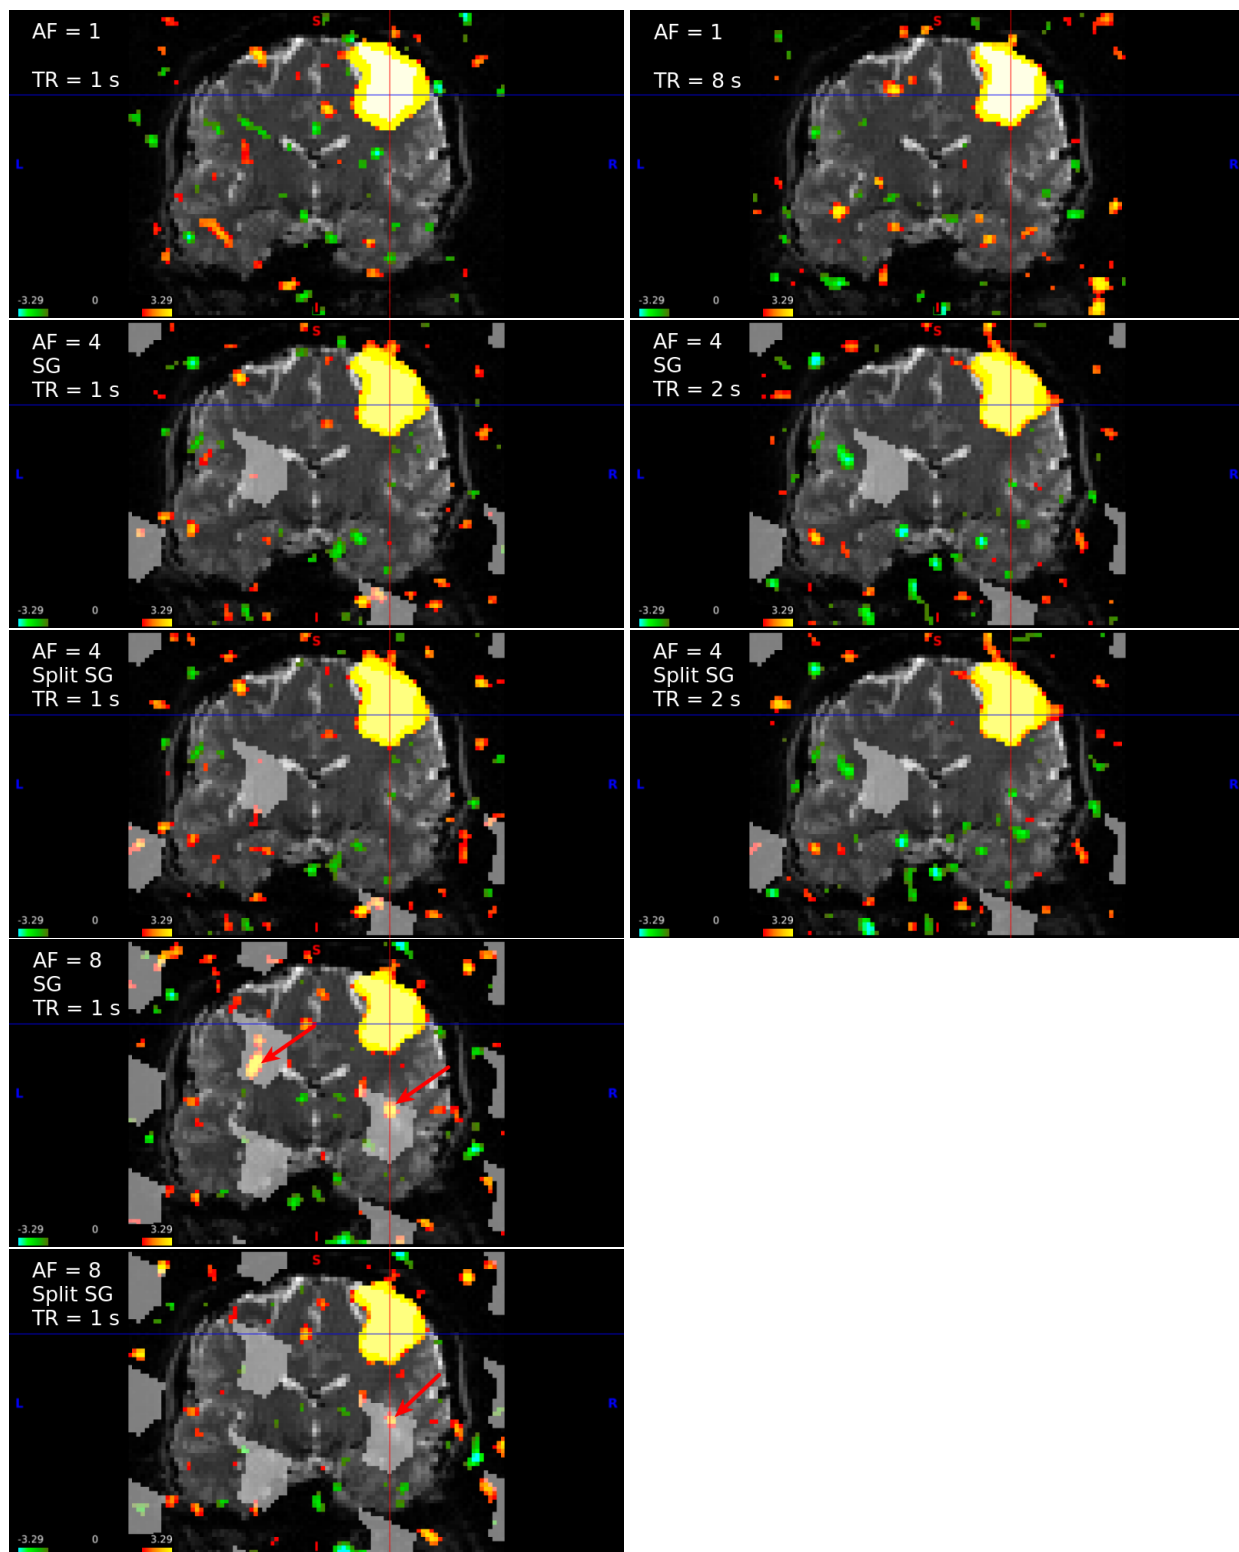 AF = 1
TR = 1 s
S
L
R
I
-3.29 0 3.29
AF = 1
TR = 8 s
S
L
R
I
-3.29 0 3.29
AF = 4
SG
TR = 1 s
S
L
R
I
-3.29 0 3.29
AF = 4
SG
TR = 2 s
S
L
R
I
-3.29 0 3.29
AF = 4
Split SG
TR = 1 s
S
L
R
I
-3.29 0 3.29
AF = 4
Split SG
TR = 2 s
S
L
R
I
-3.29 0 3.29
AF = 8
SG
TR = 1 s
S
L
R
I
-3.29 0 3.29
AF = 8
Split SG
TR = 1 s
S
L
R
I
-3.29 0 3.29